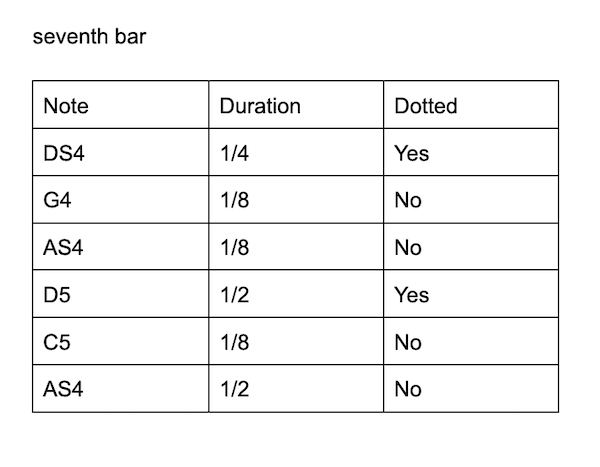 seventh bar
Note Duration Dotted
DS4 1/4 Yes
G4 1/8 No
AS4 1/8 No
D5 1/2 Yes
C5 1/8 No
AS4 1/2 No